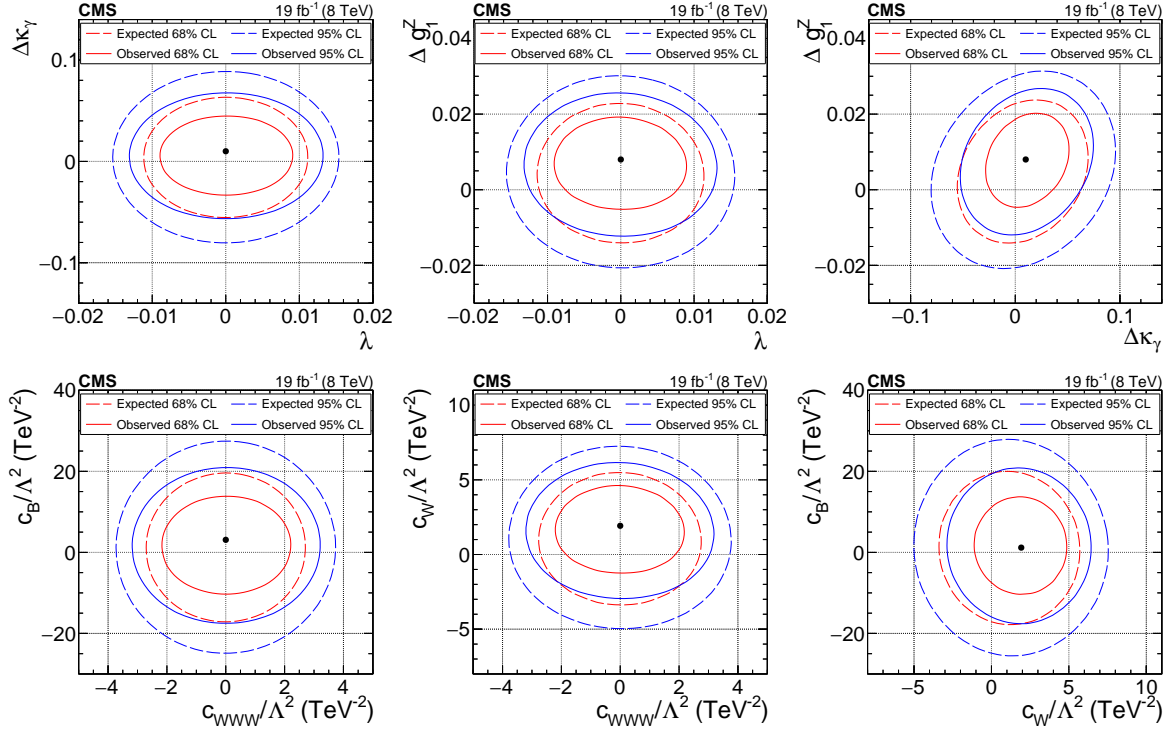 CMS 19 fb⁻¹ (8 TeV)
Expected 68% CL Expected 95% CL
Observed 68% CL Observed 95% CL
Δκγ
0.1
0
−0.1
−0.02 −0.01 0 0.01 0.02
λ
CMS 19 fb⁻¹ (8 TeV)
Expected 68% CL Expected 95% CL
Observed 68% CL Observed 95% CL
Δ g₁ᶻ
0.04
0.02
0
−0.02
−0.02 −0.01 0 0.01 0.02
λ
CMS 19 fb⁻¹ (8 TeV)
Expected 68% CL Expected 95% CL
Observed 68% CL Observed 95% CL
Δ g₁ᶻ
0.04
0.02
0
−0.02
−0.1 0 0.1
Δκγ
CMS 19 fb⁻¹ (8 TeV)
Expected 68% CL Expected 95% CL
Observed 68% CL Observed 95% CL
c_B/Λ² (TeV⁻²)
40
20
0
−20
−4 −2 0 2 4
c_WWW/Λ² (TeV⁻²)
CMS 19 fb⁻¹ (8 TeV)
Expected 68% CL Expected 95% CL
Observed 68% CL Observed 95% CL
c_W/Λ² (TeV⁻²)
10
5
0
−5
−4 −2 0 2 4
c_WWW/Λ² (TeV⁻²)
CMS 19 fb⁻¹ (8 TeV)
Expected 68% CL Expected 95% CL
Observed 68% CL Observed 95% CL
c_B/Λ² (TeV⁻²)
40
20
0
−20
−5 0 5 10
c_W/Λ² (TeV⁻²)